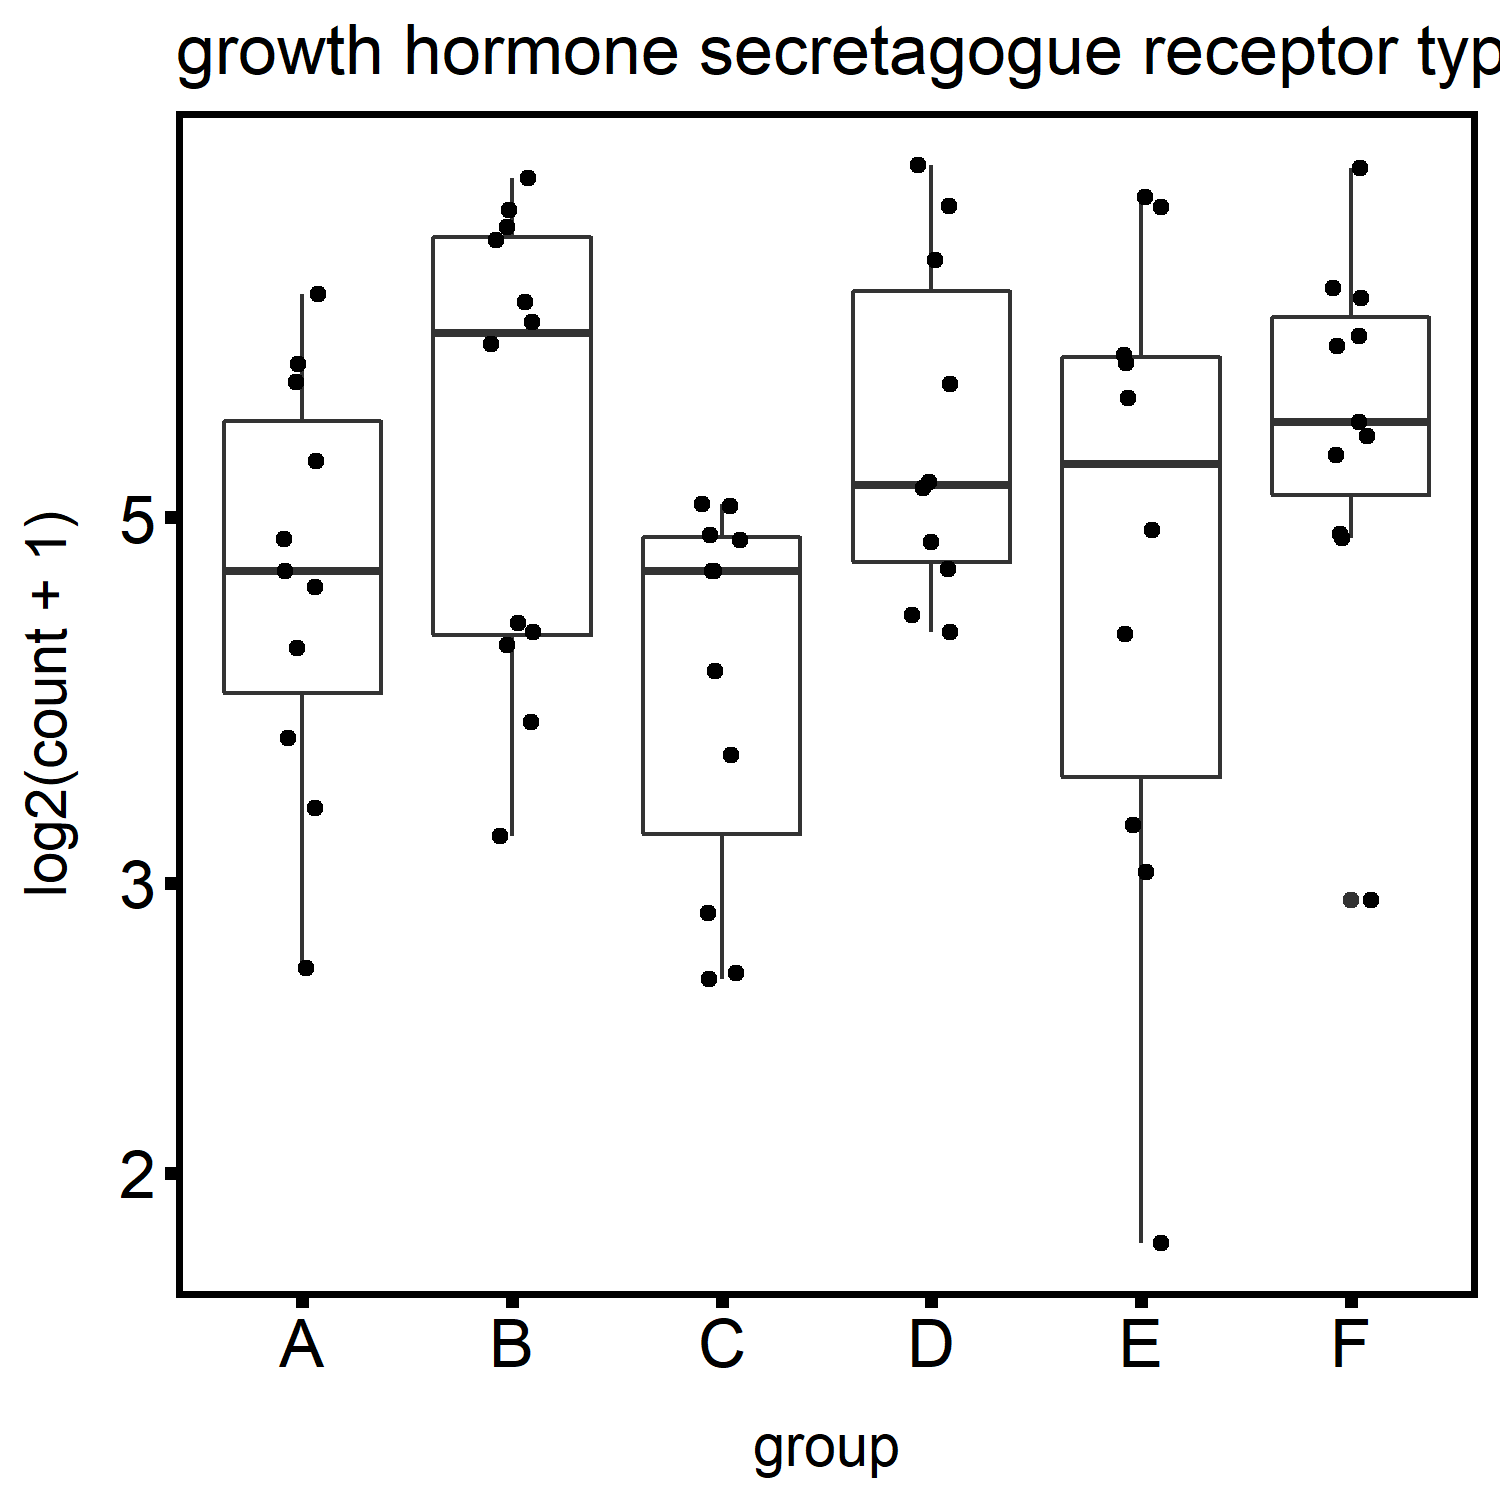 growth hormone secretagogue receptor typ
log2(count + 1)
5
3
2
A B C D E F
group